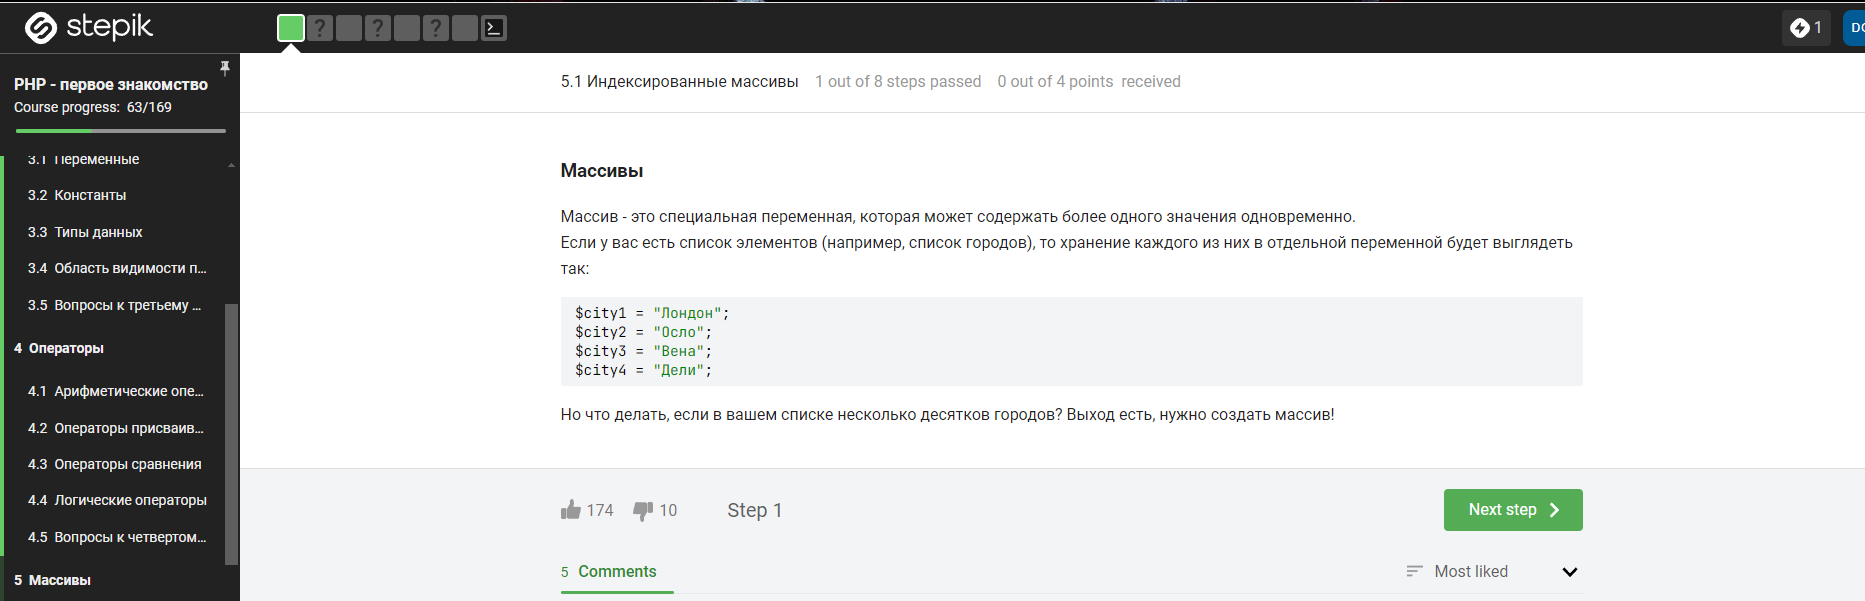 stepik
? ? ?
1
PHP - первое знакомство
Course progress: 63/169
3.1 Переменные
3.2 Константы
3.3 Типы данных
3.4 Область видимости п...
3.5 Вопросы к третьему ...
4 Операторы
4.1 Арифметические опе...
4.2 Операторы присваив...
4.3 Операторы сравнения
4.4 Логические операторы
4.5 Вопросы к четвертом...
5 Массивы
5.1 Индексированные массивы 1 out of 8 steps passed 0 out of 4 points received
Массивы
Массив - это специальная переменная, которая может содержать более одного значения одновременно.
Если у вас есть список элементов (например, список городов), то хранение каждого из них в отдельной переменной будет выглядеть
так:
$city1 = "Лондон";
$city2 = "Осло";
$city3 = "Вена";
$city4 = "Дели";
Но что делать, если в вашем списке несколько десятков городов? Выход есть, нужно создать массив!
174 10 Step 1 Next step
5 Comments Most liked